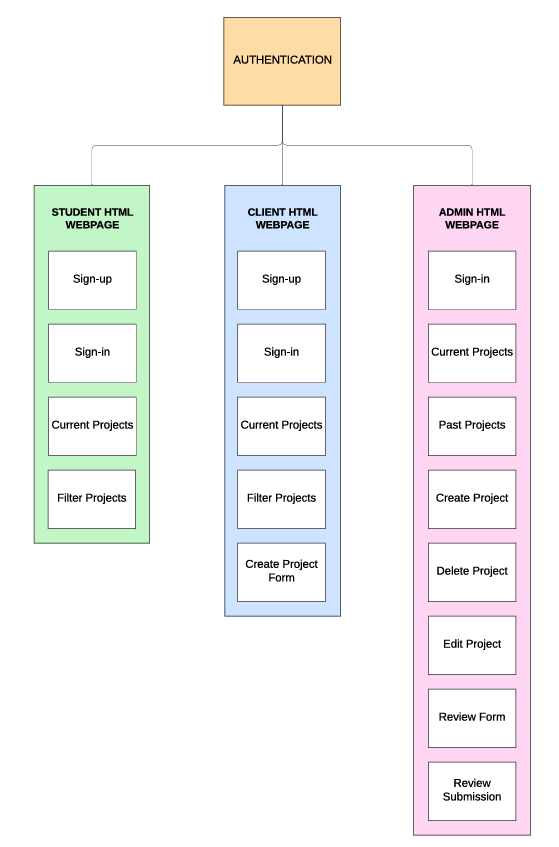 AUTHENTICATION
STUDENT HTML
WEBPAGE
Sign-up
Sign-in
Current Projects
Filter Projects
CLIENT HTML
WEBPAGE
Sign-up
Sign-in
Current Projects
Filter Projects
Create Project
Form
ADMIN HTML
WEBPAGE
Sign-in
Current Projects
Past Projects
Create Project
Delete Project
Edit Project
Review Form
Review
Submission